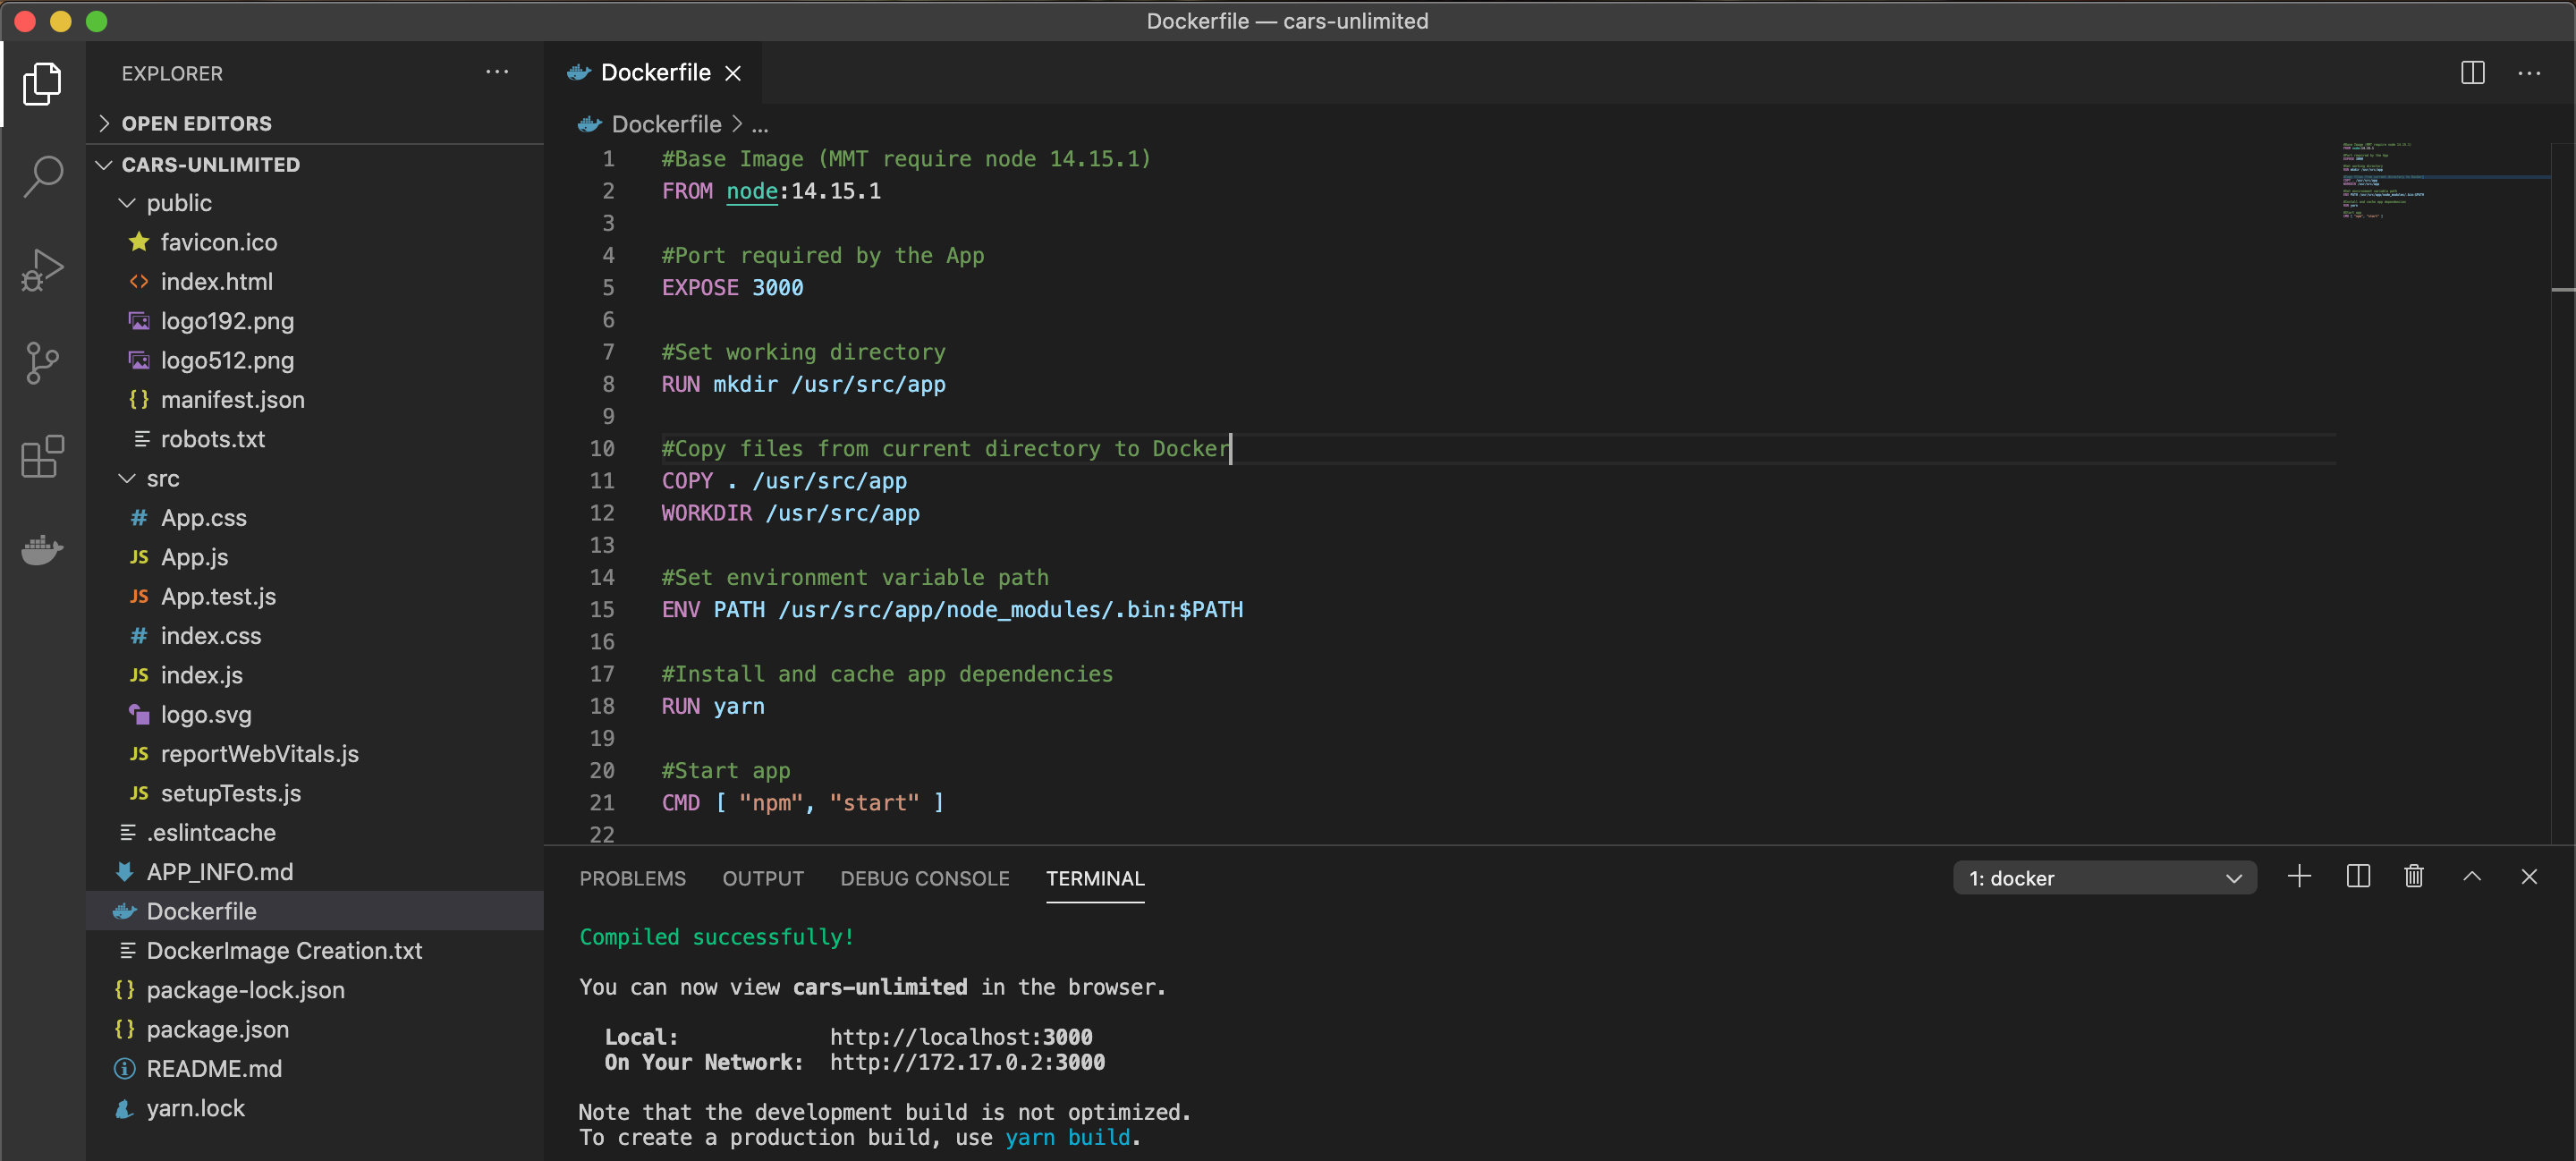 Dockerfile — cars-unlimited
EXPLORER
OPEN EDITORS
CARS-UNLIMITED
public
favicon.ico
index.html
logo192.png
logo512.png
manifest.json
robots.txt
src
App.css
App.js
App.test.js
index.css
index.js
logo.svg
reportWebVitals.js
setupTests.js
.eslintcache
APP_INFO.md
Dockerfile
DockerImage Creation.txt
package-lock.json
package.json
README.md
yarn.lock
Dockerfile
Dockerfile > ...
1 #Base Image (MMT require node 14.15.1)
2 FROM node:14.15.1
3
4 #Port required by the App
5 EXPOSE 3000
6
7 #Set working directory
8 RUN mkdir /usr/src/app
9
10 #Copy files from current directory to Docker
11 COPY . /usr/src/app
12 WORKDIR /usr/src/app
13
14 #Set environment variable path
15 ENV PATH /usr/src/app/node_modules/.bin:$PATH
16
17 #Install and cache app dependencies
18 RUN yarn
19
20 #Start app
21 CMD [ "npm", "start" ]
22
PROBLEMS OUTPUT DEBUG CONSOLE TERMINAL 1: docker
Compiled successfully!
You can now view cars-unlimited in the browser.
Local: http://localhost:3000
On Your Network: http://172.17.0.2:3000
Note that the development build is not optimized.
To create a production build, use yarn build.